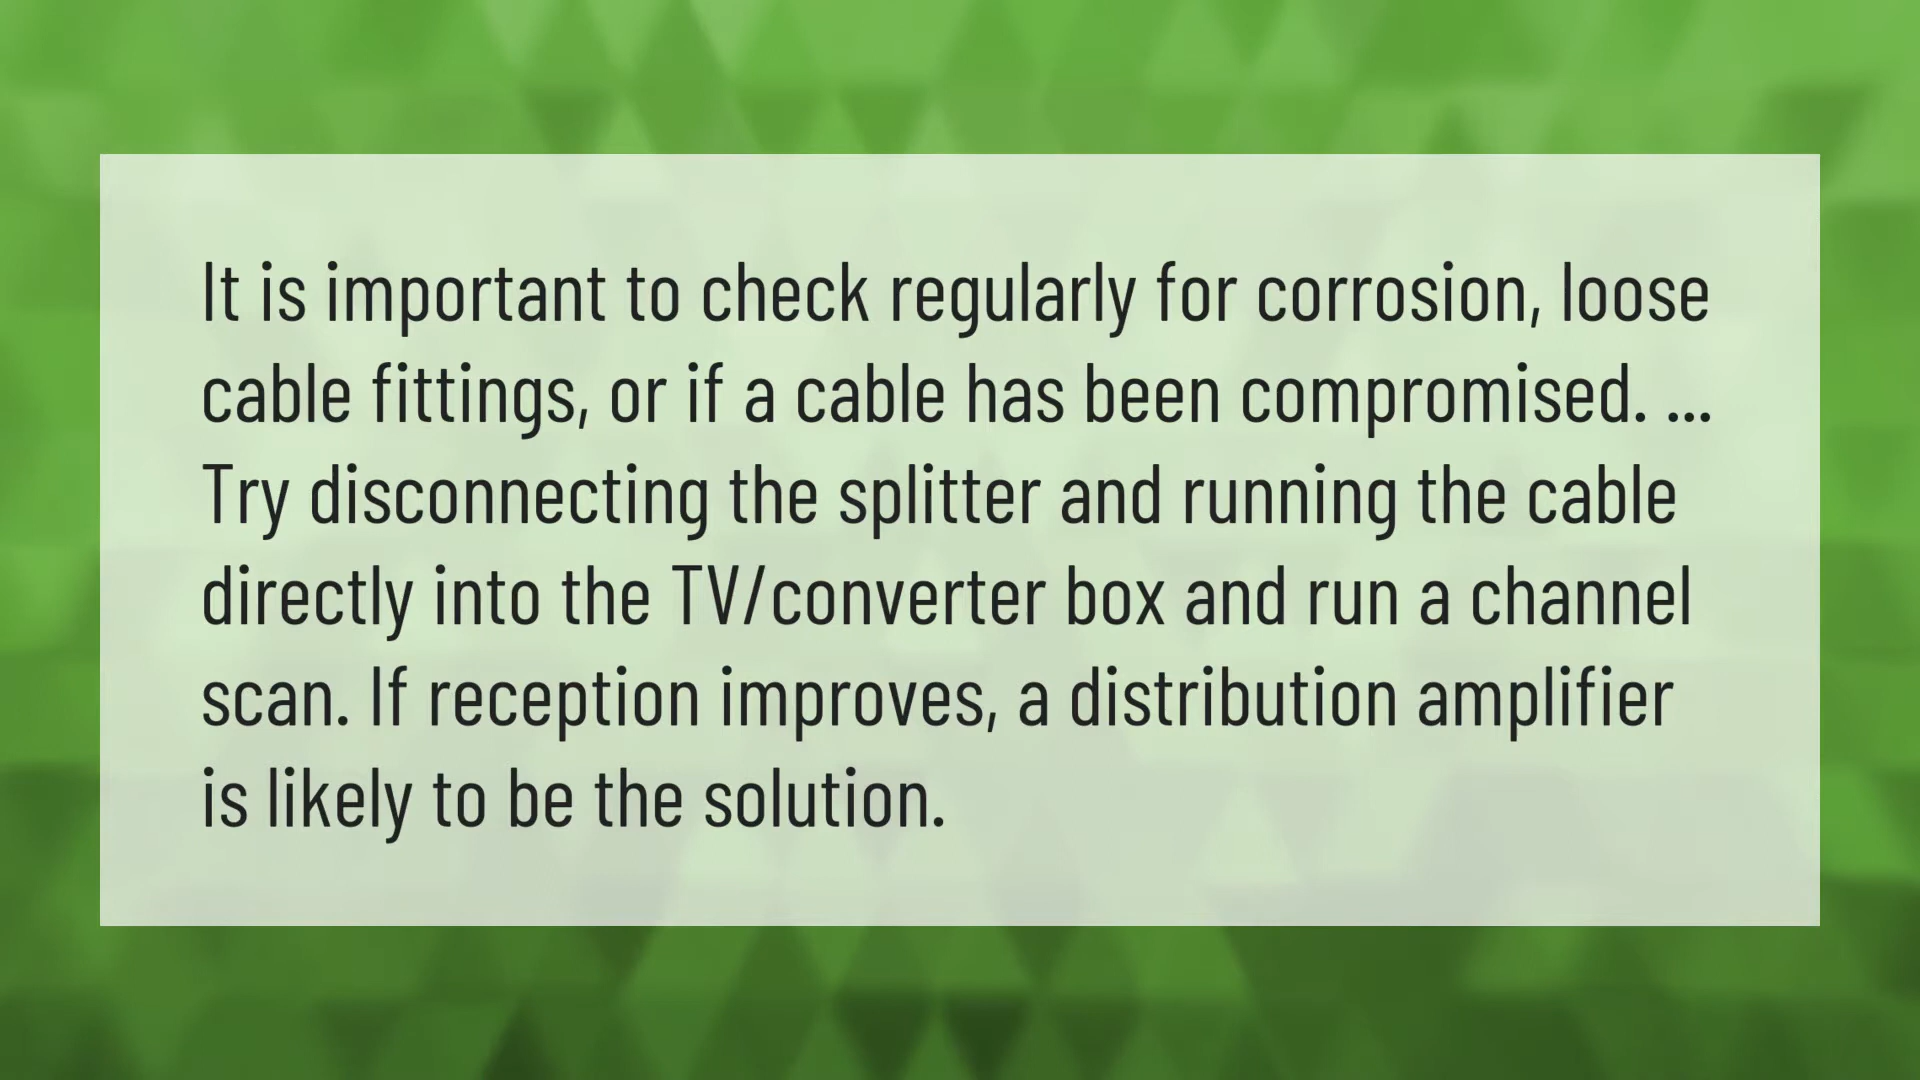 It is important to check regularly for corrosion, loose
cable fittings, or if a cable has been compromised. ...
Try disconnecting the splitter and running the cable
directly into the TV/converter box and run a channel
scan. If reception improves, a distribution amplifier
is likely to be the solution.